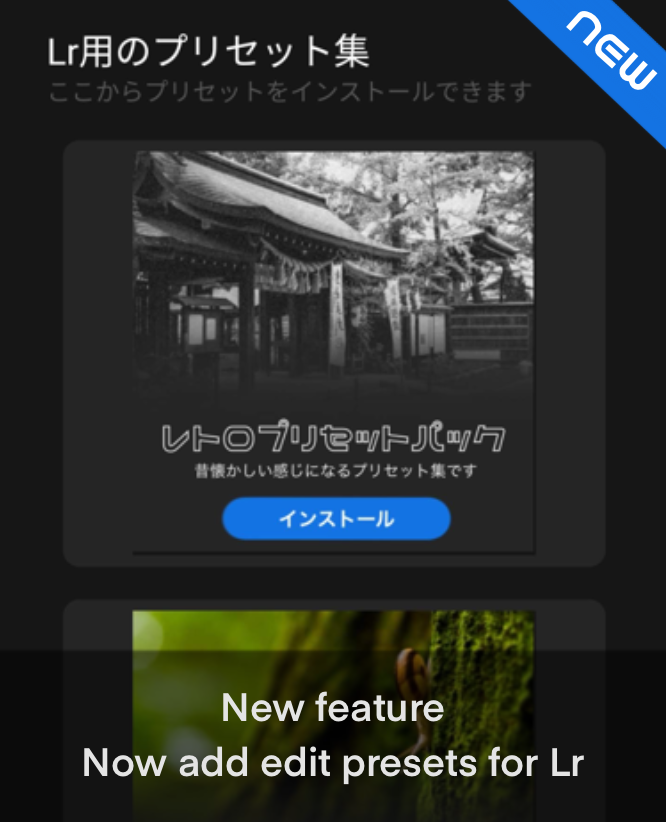 Lr用のプリセット集
ここからプリセットをインストールできます
NEW
レトロプリセットパック
昔懐かしい感じになるプリセット集です
インストール
New feature
Now add edit presets for Lr